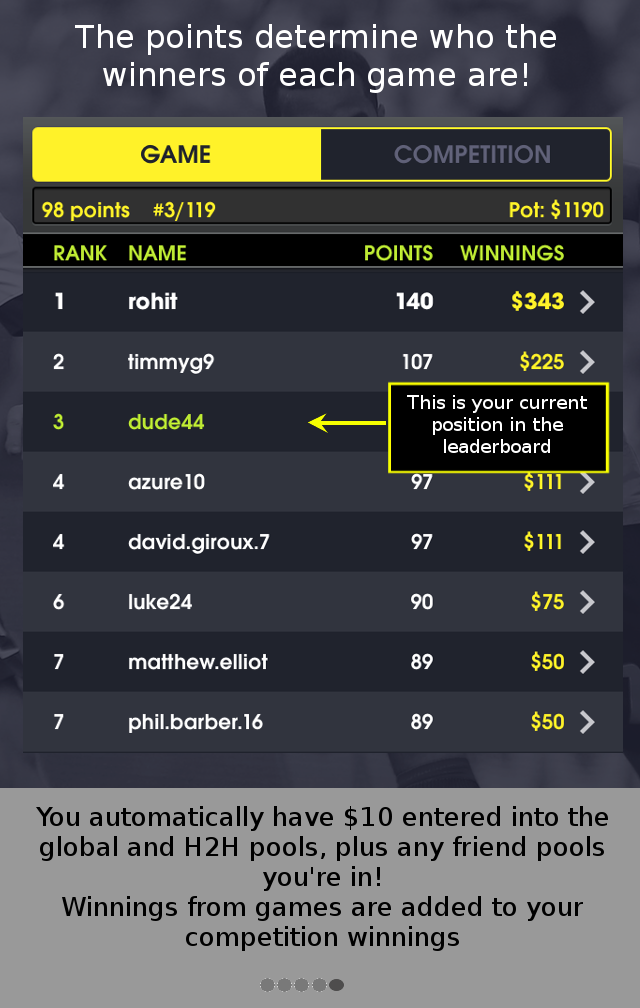 The points determine who the
winners of each game are!
GAME COMPETITION
98 points #3/119 Pot: $1190
RANK NAME POINTS WINNINGS
1 rohit 140 $343
2 timmyg9 107 $225
3 dude44
This is your current
position in the
leaderboard
4 azure10 97 $111
4 david.giroux.7 97 $111
6 luke24 90 $75
7 matthew.elliot 89 $50
7 phil.barber.16 89 $50
You automatically have $10 entered into the
global and H2H pools, plus any friend pools
you're in!
Winnings from games are added to your
competition winnings